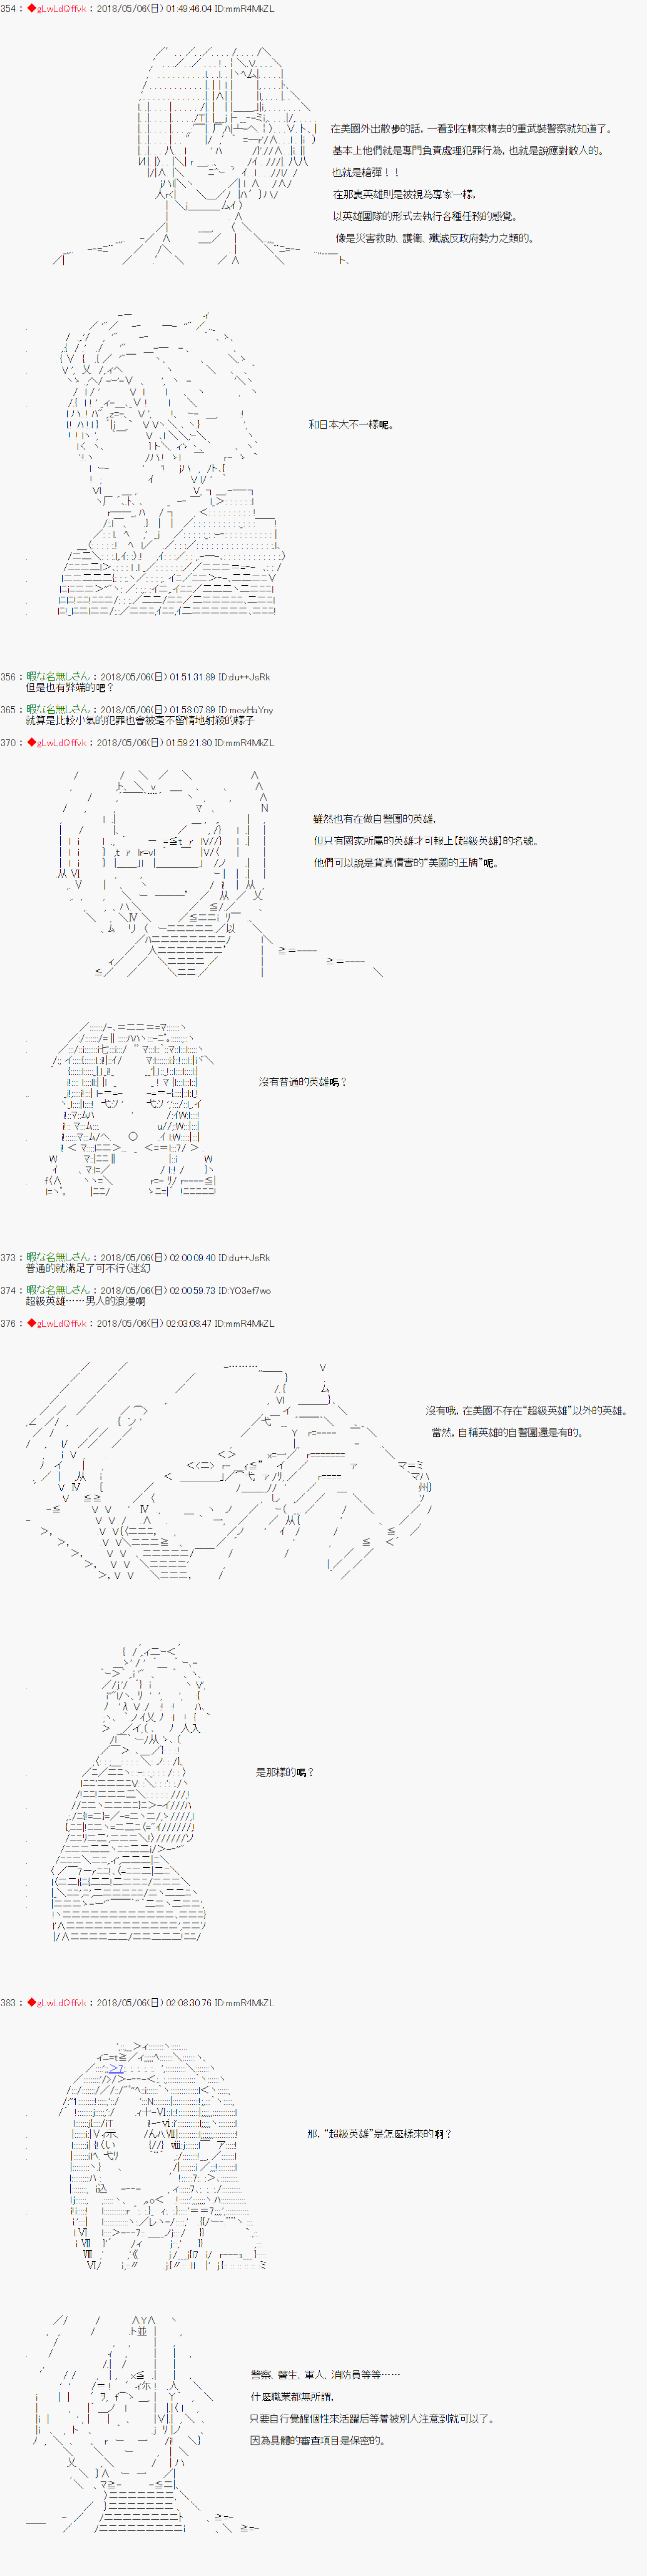 354 : ◆gLwLdQffvk : 2018/05/06(日) 01:49:46.04 ID:mmR4MkZL
在美國外出散步的話，一看到在轉來轉去的重武裝警察就知道了。
基本上他們就是專門負責處理犯罪行為，也就是說應對敵人的。
也就是槍彈！！
在那裏英雄則是被視為專家一樣，
以英雄團隊的形式去執行各種任務的感覺。
像是災害救助、護衛、殲滅反政府勢力之類的。
和日本大不一樣呢。
356 : 暇な名無しさん : 2018/05/06(日) 01:51:31.89 ID:du++JsRk
但是也有弊端的吧？
365 : 暇な名無しさん : 2018/05/06(日) 01:58:07.89 ID:mevHaYny
就算是比較小氣的犯罪也會被毫不留情地射殺的樣子
370 : ◆gLwLdQffvk : 2018/05/06(日) 01:59:21.80 ID:mmR4MkZL
雖然也有在做自警團的英雄，
但只有國家所屬的英雄才可報上【超級英雄】的名號。
他們可以說是貨真價實的“美國的王牌”呢。
沒有普通的英雄嗎？
373 : 暇な名無しさん : 2018/05/06(日) 02:00:09.40 ID:du++JsRk
普通的就滿足了可不行(迷幻
374 : 暇な名無しさん : 2018/05/06(日) 02:00:59.73 ID:YO3ef7wo
超級英雄……男人的浪漫啊
376 : ◆gLwLdQffvk : 2018/05/06(日) 02:03:08.47 ID:mmR4MkZL
沒有哦，在美國不存在“超級英雄”以外的英雄。
當然，自稱英雄的自警團還是有的。
是那樣的嗎？
383 : ◆gLwLdQffvk : 2018/05/06(日) 02:08:30.76 ID:mmR4MkZL
那，“超級英雄”是怎麽樣來的啊？
警察、醫生、軍人、消防員等等……
什麽職業都無所謂，
只要自行覺醒個性來活躍后等着被別人注意到就可以了。
因為具體的審查項目是保密的。